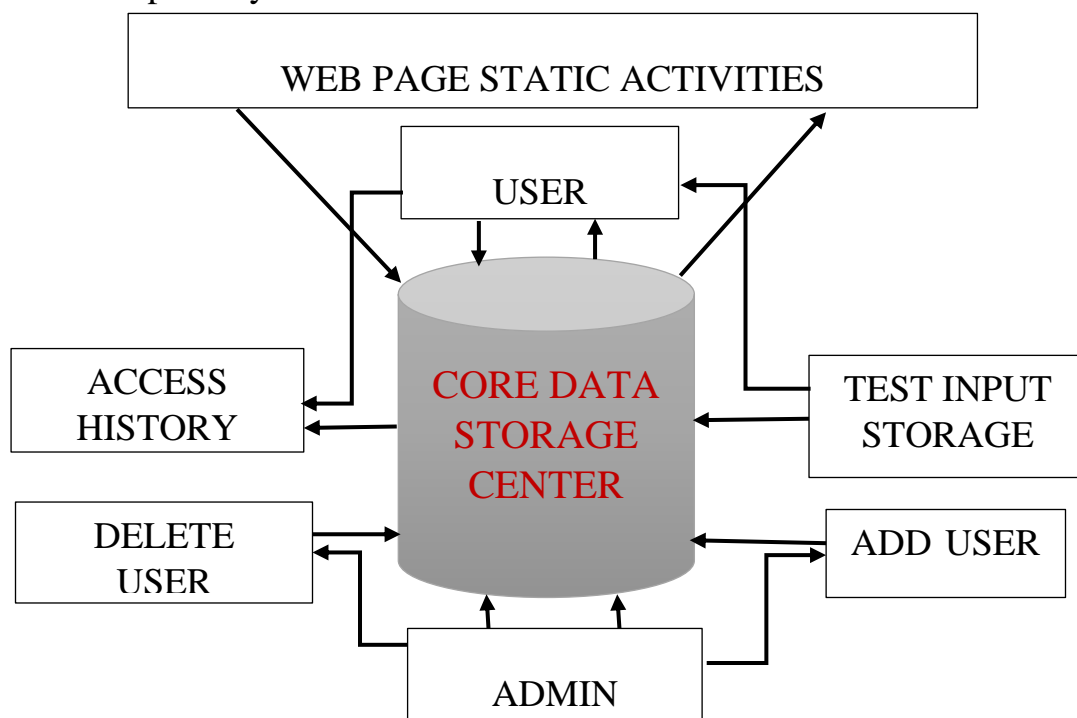 WEB PAGE STATIC ACTIVITIES
USER
ACCESS
HISTORY
CORE DATA
STORAGE
CENTER
TEST INPUT
STORAGE
DELETE
USER
ADD USER
ADMIN